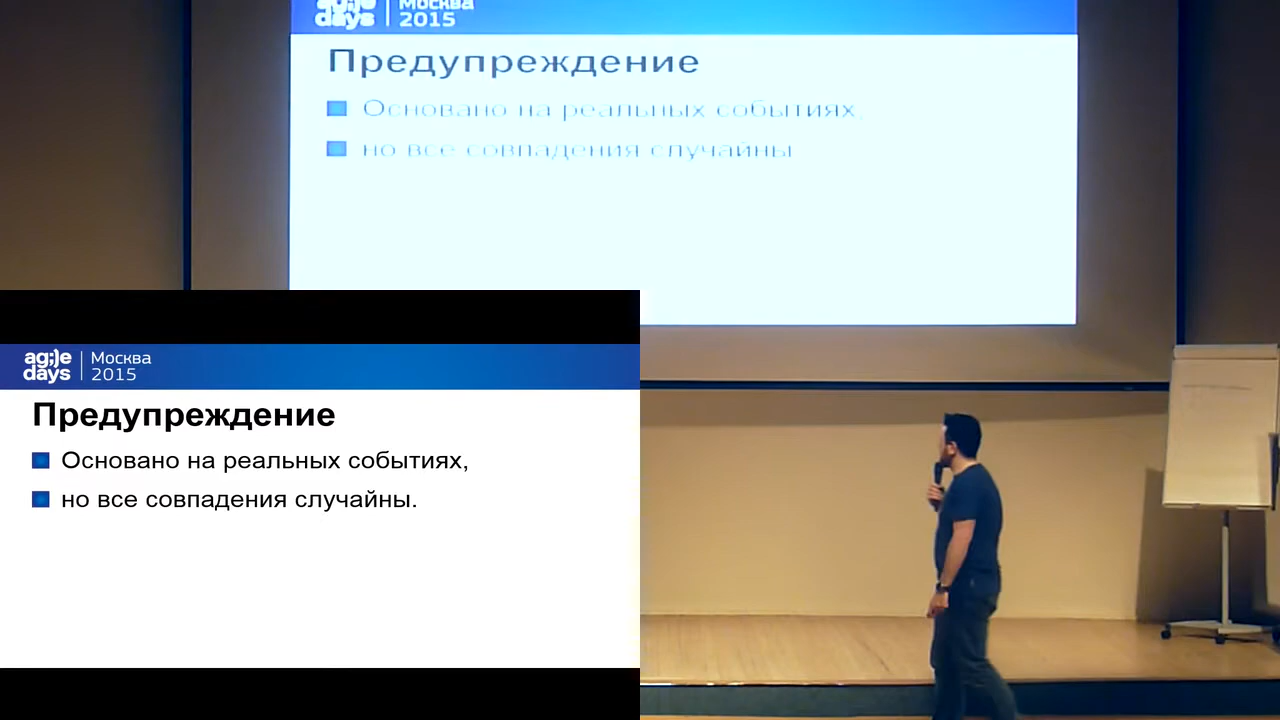 agile Москва
days 2015
Предупреждение
Основано на реальных событиях,
но все совпадения случайны
agile Москва
days 2015
Предупреждение
Основано на реальных событиях,
но все совпадения случайны.